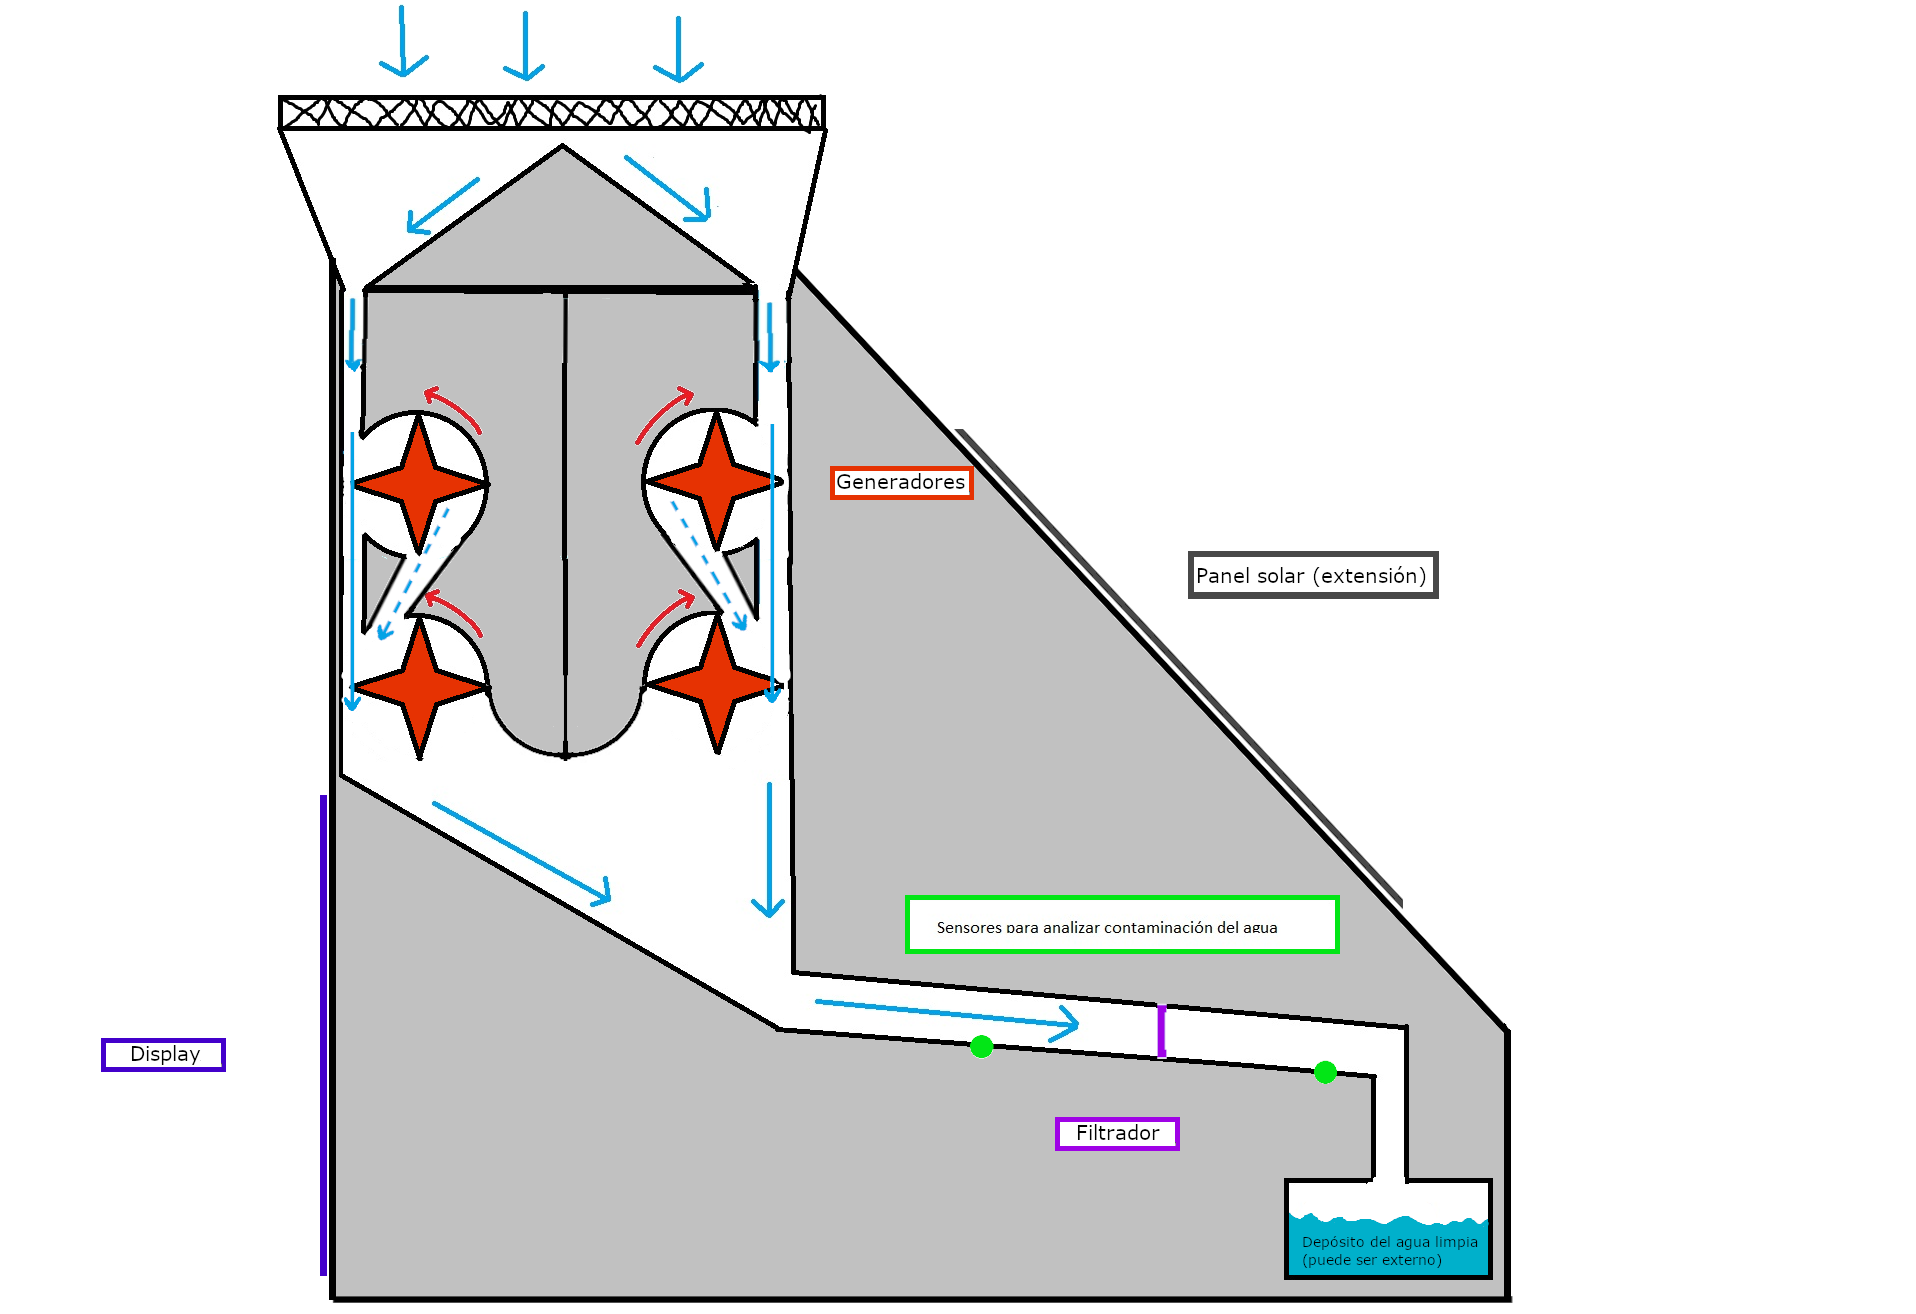 Generadores
Panel solar (extensión)
Sensores para analizar contaminación del agua
Display
Filtrador
Depósito del agua limpia
(puede ser externo)